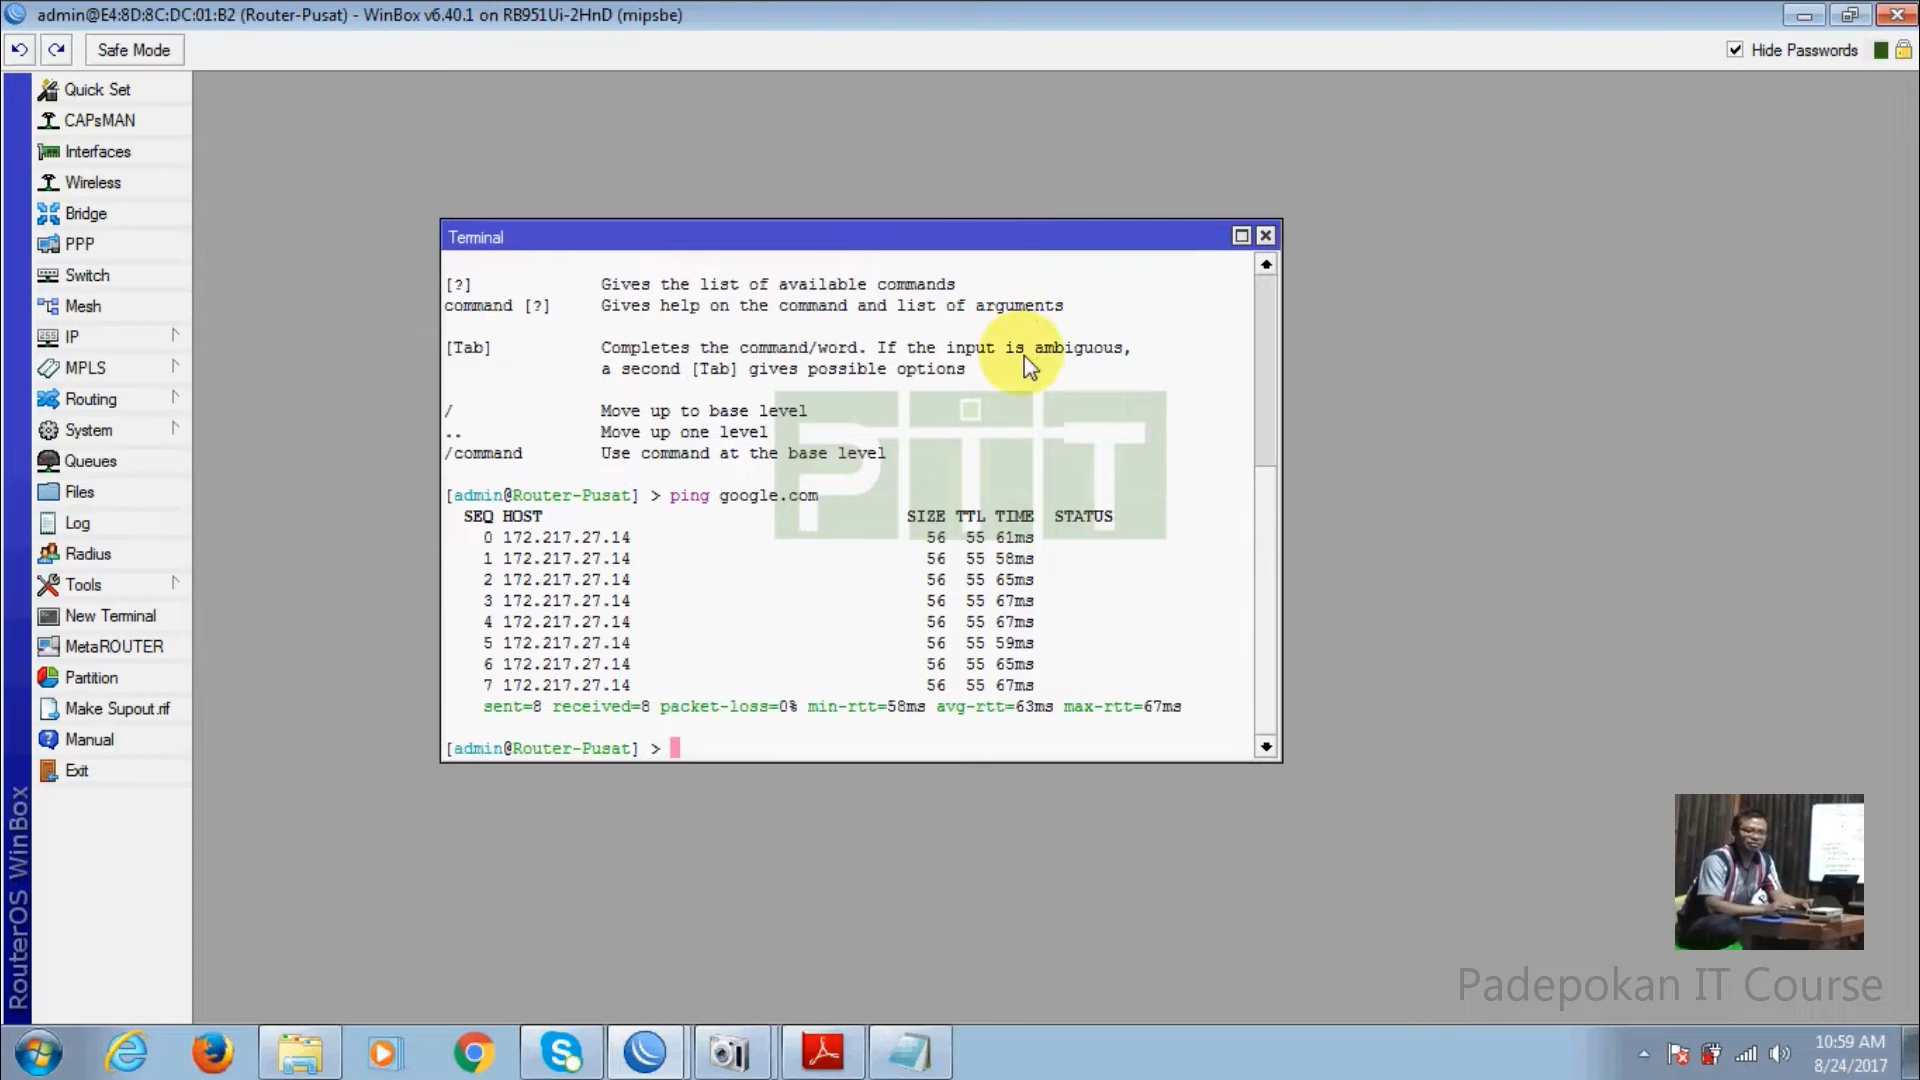 admin@E4:8D:8C:DC:01:B2 (Router-Pusat) - WinBox v6.40.1 on RB951Ui-2HnD (mipsbe)
Safe Mode
Hide Passwords
Quick Set
CAPsMAN
Interfaces
Wireless
Bridge
PPP
Switch
Mesh
255 IP
MPLS
Routing
System
Queues
Files
Log
Radius
Tools
New Terminal
MetaROUTER
Partition
Make Supout.rif
Manual
Exit
RouterOS WinBox
Terminal
[?] Gives the list of available commands
command [?] Gives help on the command and list of arguments
[Tab] Completes the command/word. If the input is ambiguous,
a second [Tab] gives possible options
/ Move up to base level
.. Move up one level
/command Use command at the base level
[admin@Router-Pusat] > ping google.com
SEQ HOST SIZE TTL TIME STATUS
0 172.217.27.14 56 55 61ms
1 172.217.27.14 56 55 58ms
2 172.217.27.14 56 55 65ms
3 172.217.27.14 56 55 67ms
4 172.217.27.14 56 55 67ms
5 172.217.27.14 56 55 59ms
6 172.217.27.14 56 55 65ms
7 172.217.27.14 56 55 67ms
sent=8 received=8 packet-loss=0% min-rtt=58ms avg-rtt=63ms max-rtt=67ms
[admin@Router-Pusat] >
PIT
Padepokan IT Course
10:59 AM
8/24/2017